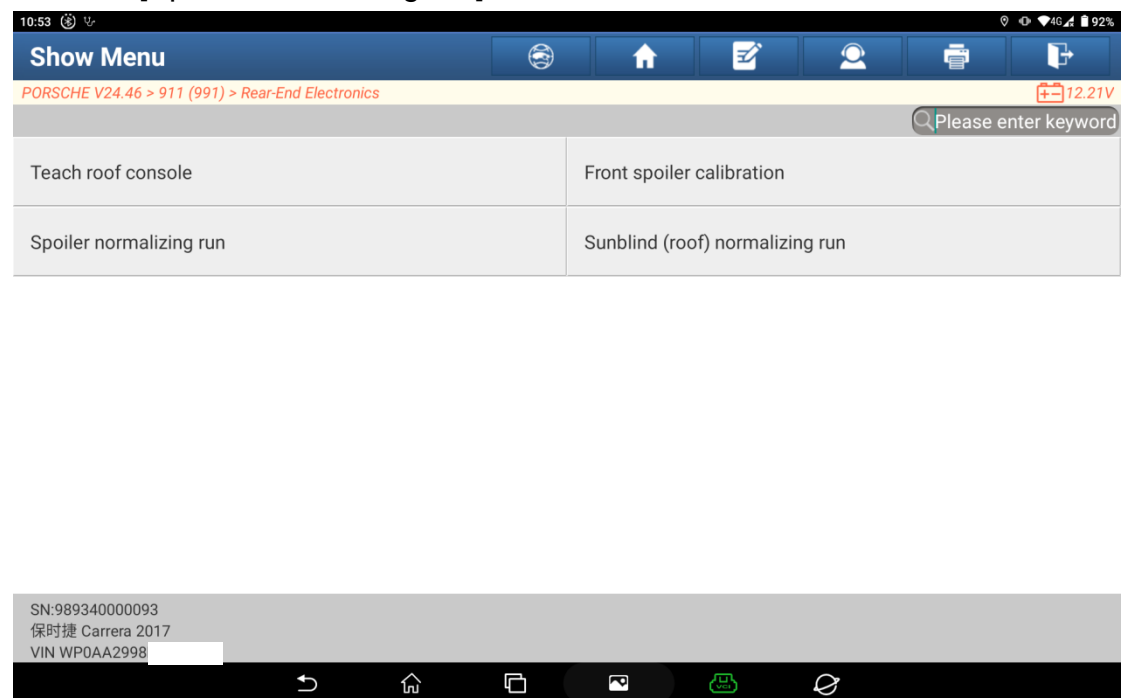 10:53 4G 92%
Show Menu
PORSCHE V24.46 > 911 (991) > Rear-End Electronics 12.21V
Please enter keyword
Teach roof console Front spoiler calibration
Spoiler normalizing run Sunblind (roof) normalizing run
SN:989340000093
保时捷 Carrera 2017
VIN WP0AA2998
VCI